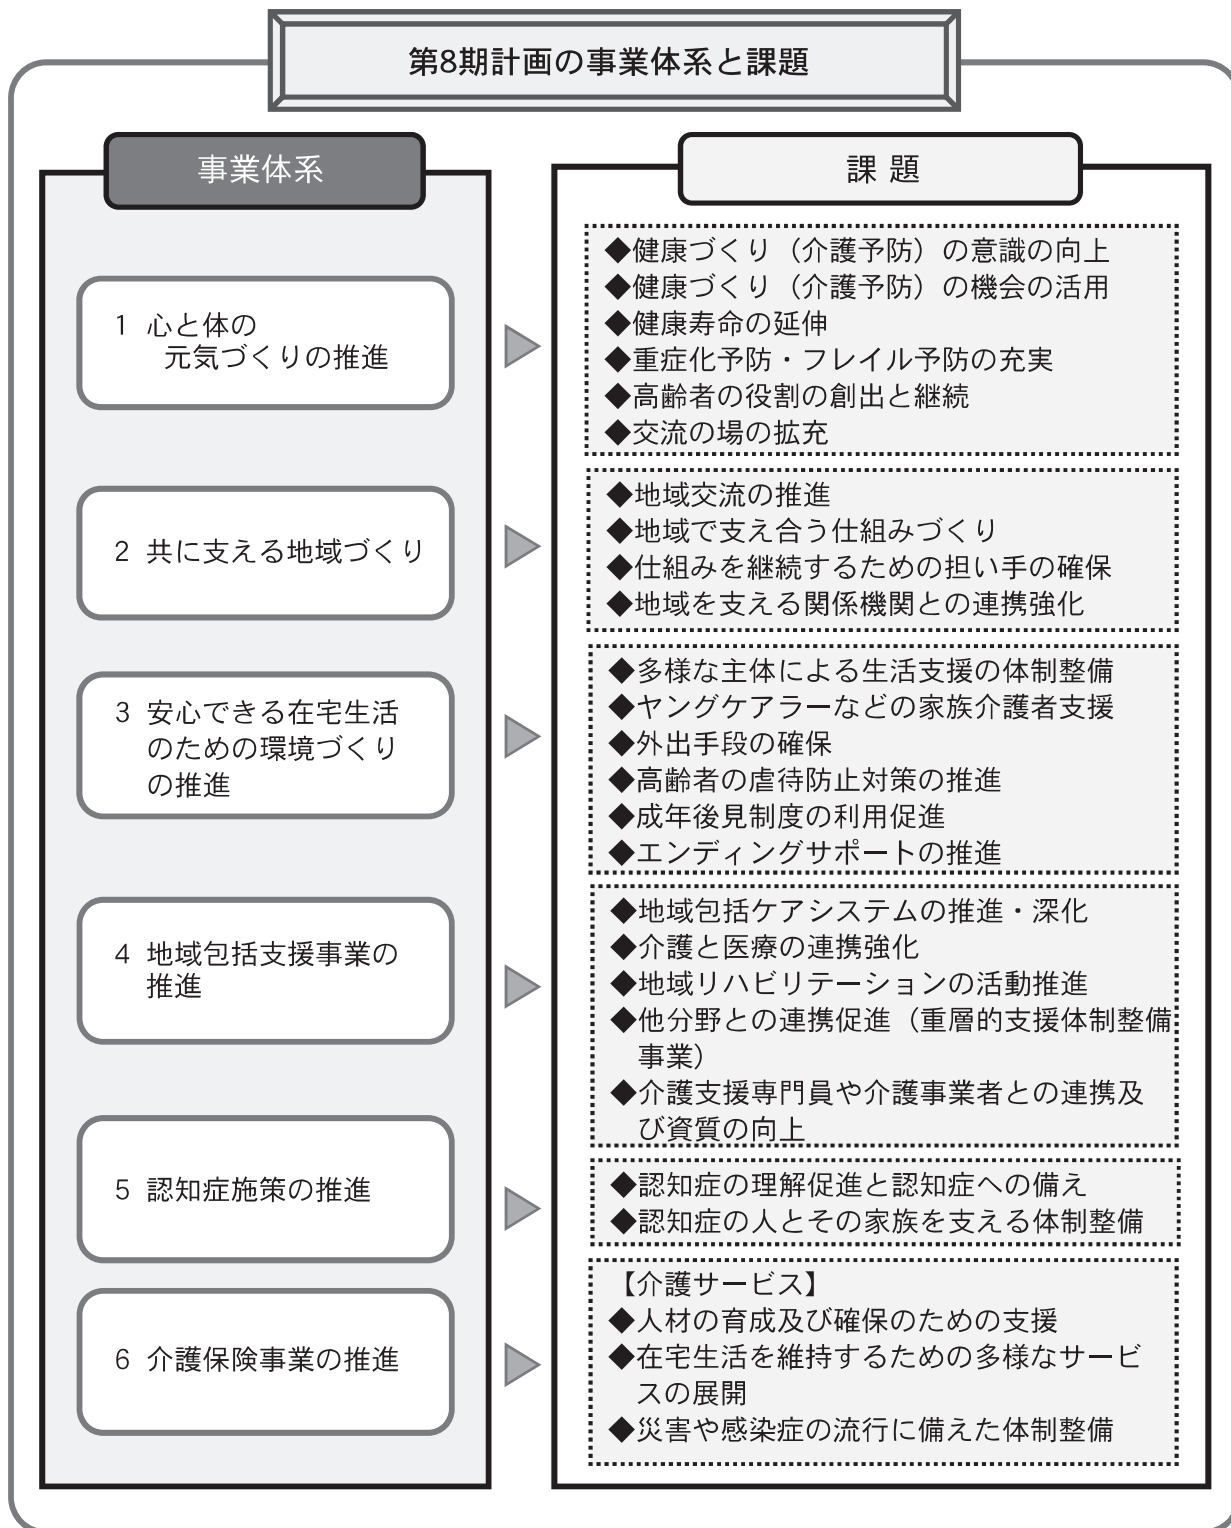 第8期計画の事業体系と課題
事業体系
1 心と体の
元気づくりの推進
2 共に支える地域づくり
3 安心できる在宅生活
のための環境づくり
の推進
4 地域包括支援事業の
推進
5 認知症施策の推進
6 介護保険事業の推進
課 題
◆健康づくり（介護予防）の意識の向上
◆健康づくり（介護予防）の機会の活用
◆健康寿命の延伸
◆重症化予防・フレイル予防の充実
◆高齢者の役割の創出と継続
◆交流の場の拡充
◆地域交流の推進
◆地域で支え合う仕組みづくり
◆仕組みを継続するための担い手の確保
◆地域を支える関係機関との連携強化
◆多様な主体による生活支援の体制整備
◆ヤングケアラーなどの家族介護者支援
◆外出手段の確保
◆高齢者の虐待防止対策の推進
◆成年後見制度の利用促進
◆エンディングサポートの推進
◆地域包括ケアシステムの推進・深化
◆介護と医療の連携強化
◆地域リハビリテーションの活動推進
◆他分野との連携促進（重層的支援体制整備
事業）
◆介護支援専門員や介護事業者との連携及
び資質の向上
◆認知症の理解促進と認知症への備え
◆認知症の人とその家族を支える体制整備
【介護サービス】
◆人材の育成及び確保のための支援
◆在宅生活を維持するための多様なサービ
スの展開
◆災害や感染症の流行に備えた体制整備